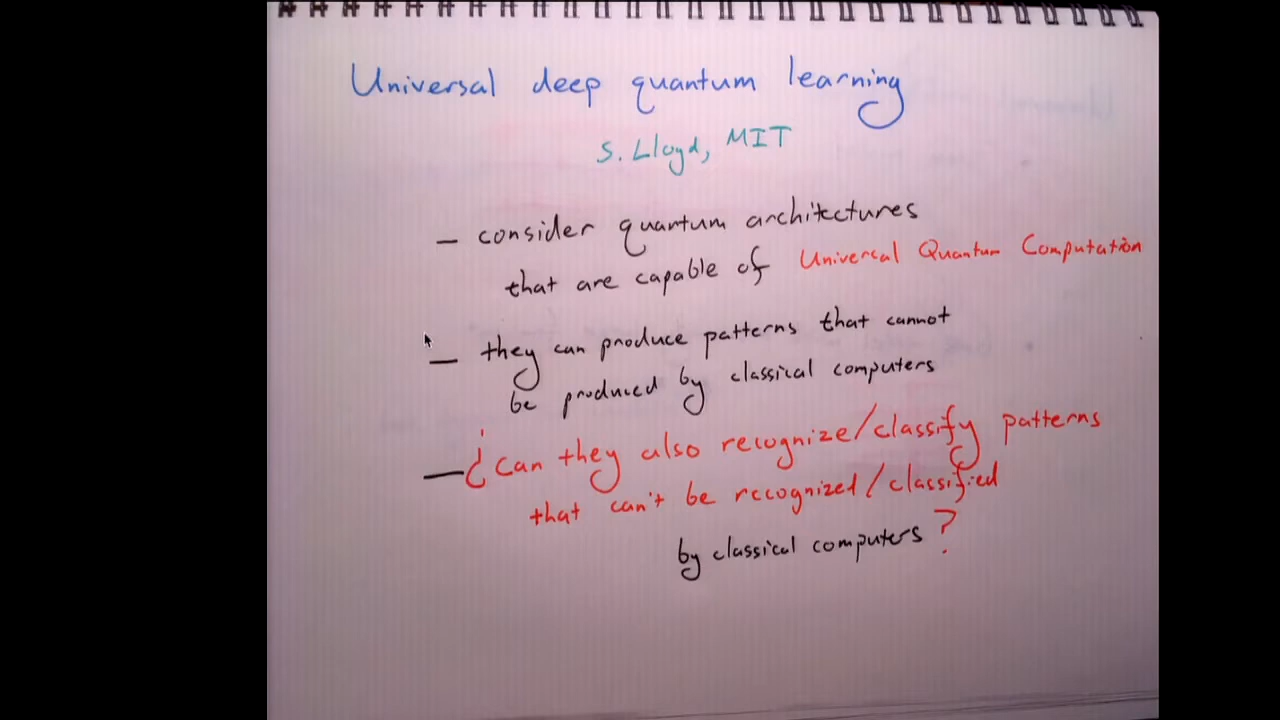 Universal deep quantum learning
S. Lloyd, MIT
— consider quantum architectures
that are capable of Universal Quantum Computation
— they can produce patterns that cannot
be produced by classical computers
— ¿ Can they also recognize/classify patterns
that can't be recognized/classified
by classical computers ?